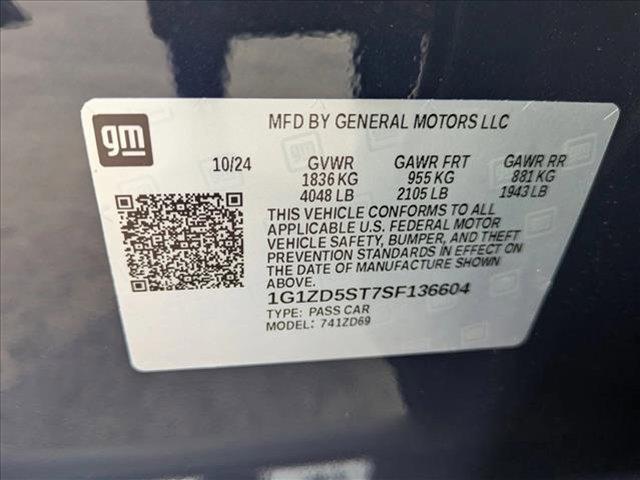 gm
MFD BY GENERAL MOTORS LLC
10/24 GVWR GAWR FRT GAWR RR
1836 KG 955 KG 881 KG
4048 LB 2105 LB 1943 LB
THIS VEHICLE CONFORMS TO ALL
APPLICABLE U.S. FEDERAL MOTOR
VEHICLE SAFETY, BUMPER, AND THEFT
PREVENTION STANDARDS IN EFFECT ON
THE DATE OF MANUFACTURE SHOWN
ABOVE.
1G1ZD5ST7SF136604
TYPE: PASS CAR
MODEL: 741ZD69